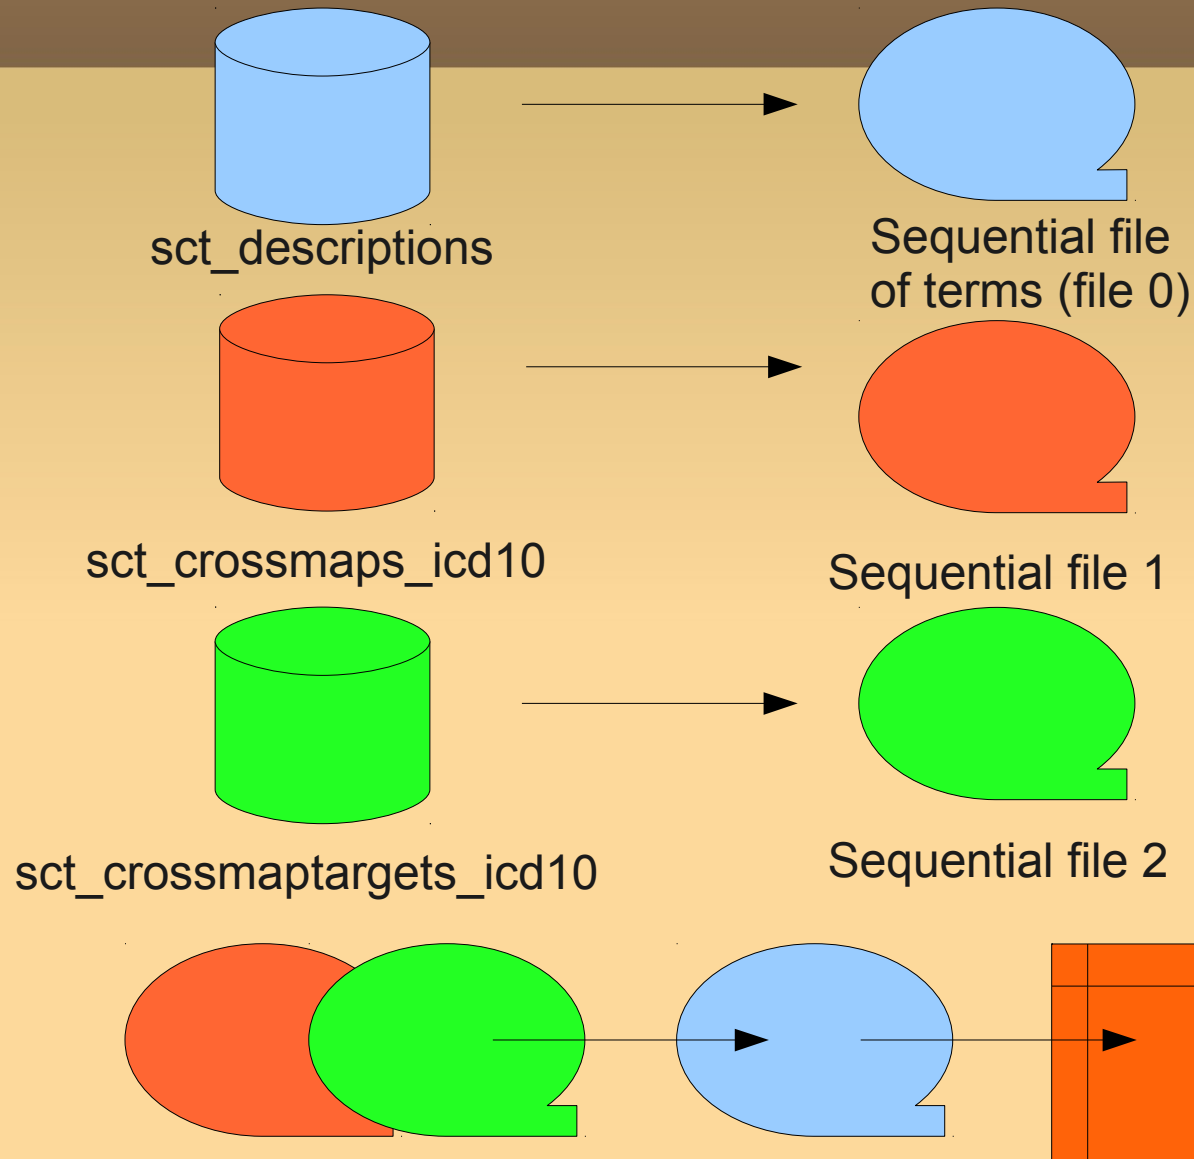 sct_descriptions
Sequential file
of terms (file 0)
sct_crossmaps_icd10
Sequential file 1
sct_crossmaptargets_icd10
Sequential file 2